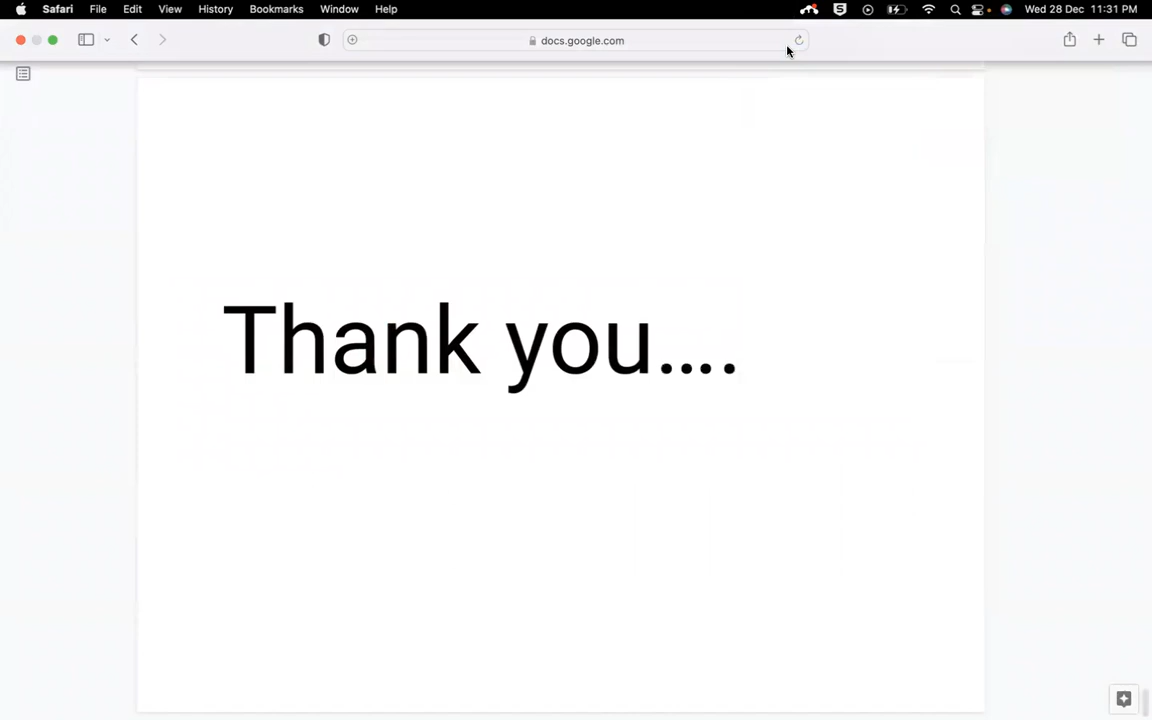 Safari File Edit View History Bookmarks Window Help Wed 28 Dec 11:31 PM
docs.google.com
Thank you....